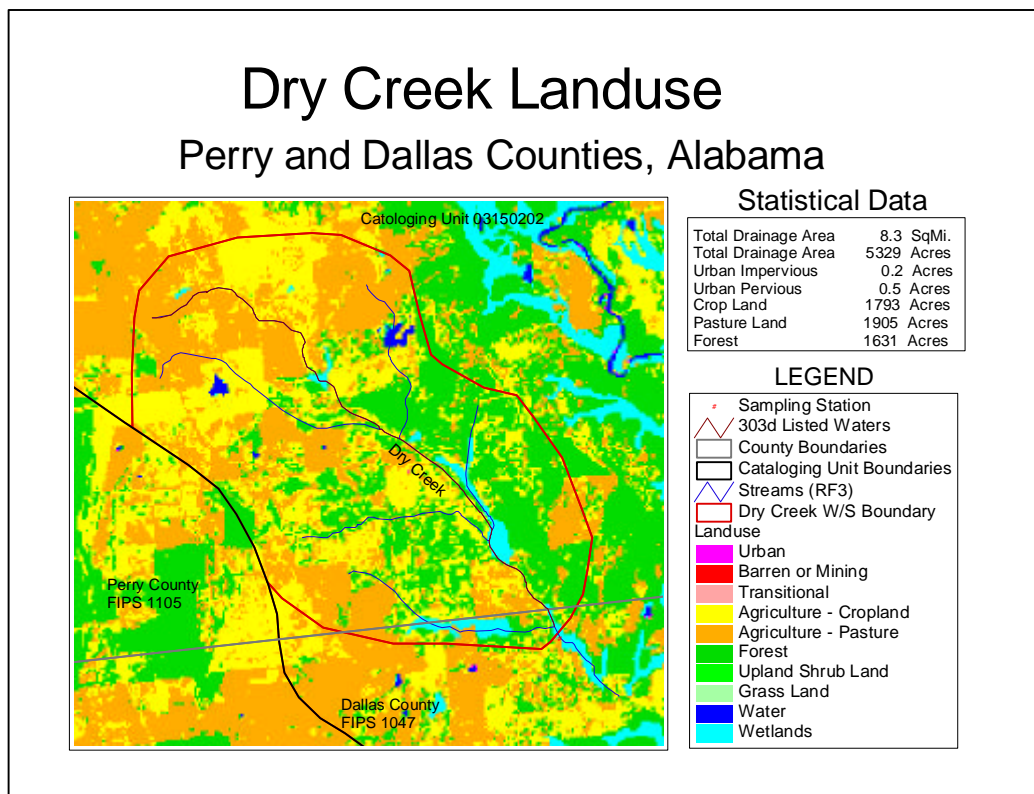 Dry Creek Landuse
Perry and Dallas Counties, Alabama
Catologing Unit 03150202
Dry Creek
Perry County
FIPS 1105
Dallas County
FIPS 1047
Statistical Data
Total Drainage Area 8.3 SqMi.
Total Drainage Area 5329 Acres
Urban Impervious 0.2 Acres
Urban Pervious 0.5 Acres
Crop Land 1793 Acres
Pasture Land 1905 Acres
Forest 1631 Acres
LEGEND
# Sampling Station
303d Listed Waters
County Boundaries
Cataloging Unit Boundaries
Streams (RF3)
Dry Creek W/S Boundary
Landuse
Urban
Barren or Mining
Transitional
Agriculture - Cropland
Agriculture - Pasture
Forest
Upland Shrub Land
Grass Land
Water
Wetlands